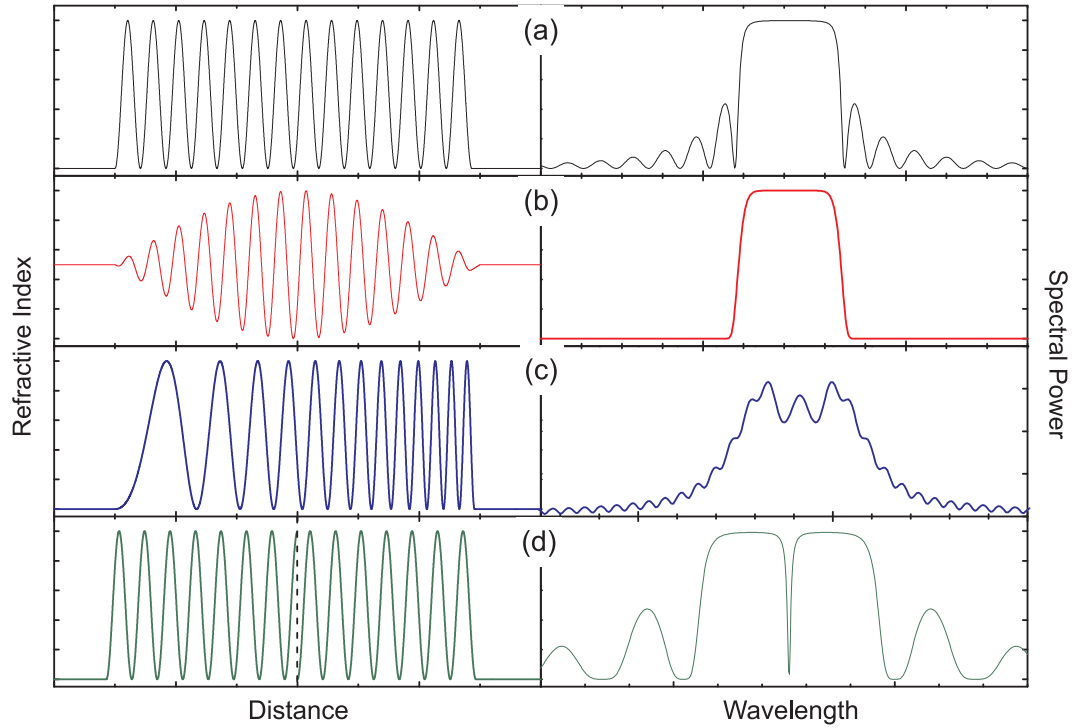 (a)
(b)
(c)
(d)
Refractive Index
Spectral Power
Distance
Wavelength